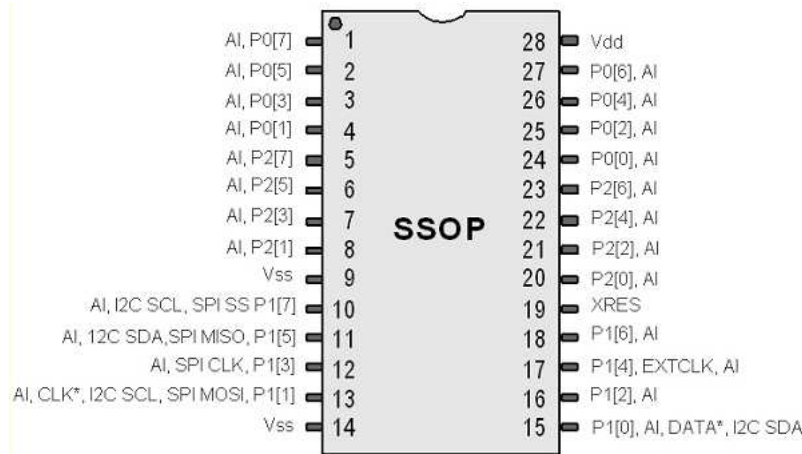 AI, P0[7] 1 28 Vdd
AI, P0[5] 2 27 P0[6], AI
AI, P0[3] 3 26 P0[4], AI
AI, P0[1] 4 25 P0[2], AI
AI, P2[7] 5 24 P0[0], AI
AI, P2[5] 6 23 P2[6], AI
AI, P2[3] 7 22 P2[4], AI
SSOP
AI, P2[1] 8 21 P2[2], AI
Vss 9 20 P2[0], AI
AI, I2C SCL, SPI SS P1[7] 10 19 XRES
AI, 12C SDA,SPI MISO, P1[5] 11 18 P1[6], AI
AI, SPI CLK, P1[3] 12 17 P1[4], EXTCLK, AI
AI, CLK*, I2C SCL, SPI MOSI, P1[1] 13 16 P1[2], AI
Vss 14 15 P1[0], AI, DATA*, I2C SDA